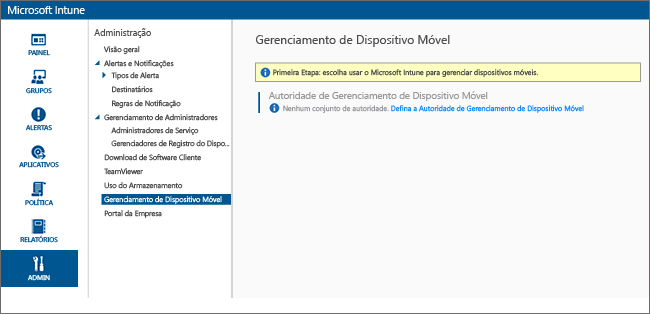 Microsoft Intune
PAINEL
GRUPOS
ALERTAS
APLICATIVOS
POLÍTICA
RELATÓRIOS
ADMIN
Administração
Visão geral
Alertas e Notificações
Tipos de Alerta
Destinatários
Regras de Notificação
Gerenciamento de Administradores
Administradores de Serviço
Gerenciadores de Registro do Dispo...
Download de Software Cliente
TeamViewer
Uso do Armazenamento
Gerenciamento de Dispositivo Móvel
Portal da Empresa
Gerenciamento de Dispositivo Móvel
Primeira Etapa: escolha usar o Microsoft Intune para gerenciar dispositivos móveis.
Autoridade de Gerenciamento de Dispositivo Móvel
Nenhum conjunto de autoridade. Defina a Autoridade de Gerenciamento de Dispositivo Móvel